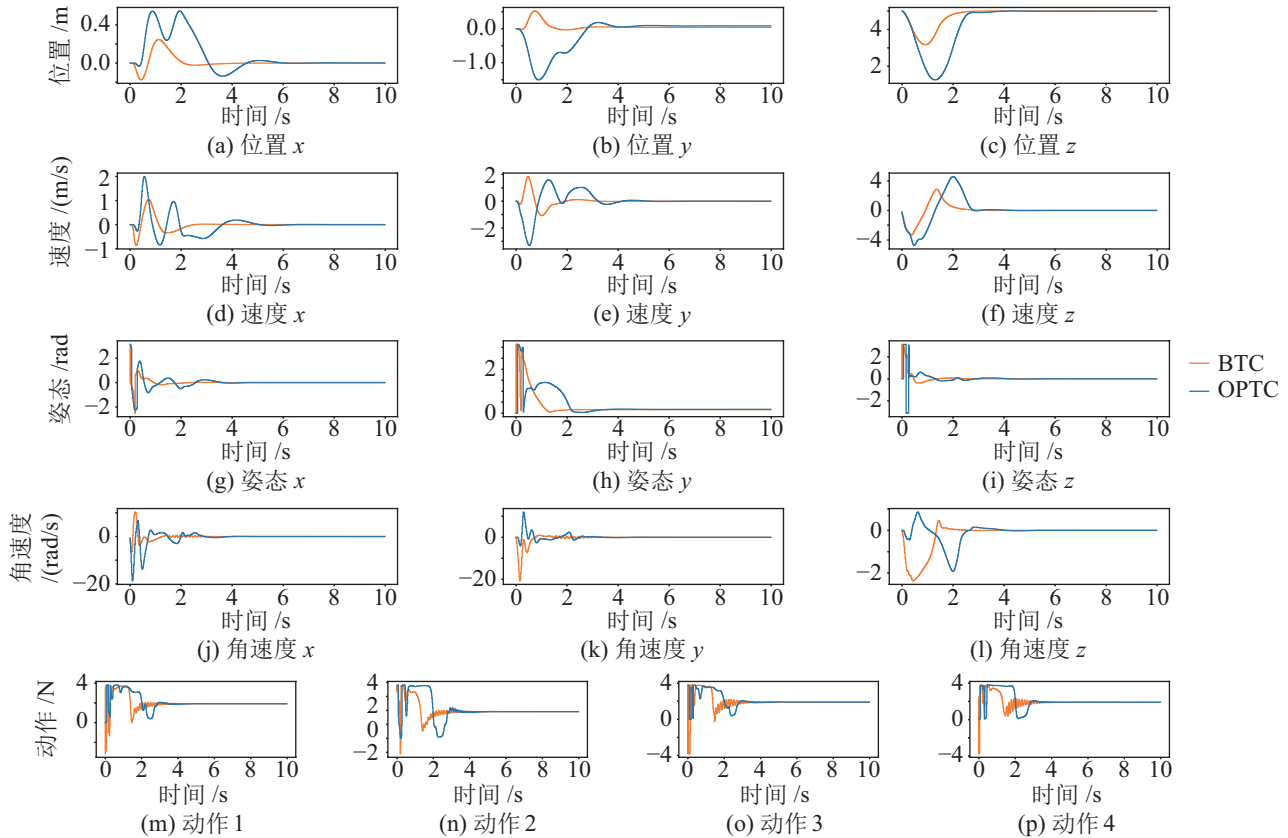 位置 /m
0.4
0.0
0 2 4 6 8 10
时间 /s
(a) 位置 x
0.0
−1.0
0 2 4 6 8 10
时间 /s
(b) 位置 y
4
2
0 2 4 6 8 10
时间 /s
(c) 位置 z
速度 /(m/s)
2
1
0
−1
0 2 4 6 8 10
时间 /s
(d) 速度 x
0
−2
0 2 4 6 8 10
时间 /s
(e) 速度 y
4
0
−4
0 2 4 6 8 10
时间 /s
(f) 速度 z
姿态 /rad
2
0
−2
0 2 4 6 8 10
时间 /s
(g) 姿态 x
2
0
0 2 4 6 8 10
时间 /s
(h) 姿态 y
4
2
0
−2
0 2 4 6 8 10
时间 /s
(i) 姿态 z
BTC
OPTC
角速度
/(rad/s)
0
−20
0 2 4 6 8 10
时间 /s
(j) 角速度 x
0
−20
0 2 4 6 8 10
时间 /s
(k) 角速度 y
0
−2
0 2 4 6 8 10
时间 /s
(l) 角速度 z
动作 /N
4
2
0
0 2 4 6 8 10
时间 /s
(m) 动作 1
4
2
0
−2
0 2 4 6 8 10
时间 /s
(n) 动作 2
4
0
−4
0 2 4 6 8 10
时间 /s
(o) 动作 3
4
0
−4
0 2 4 6 8 10
时间 /s
(p) 动作 4